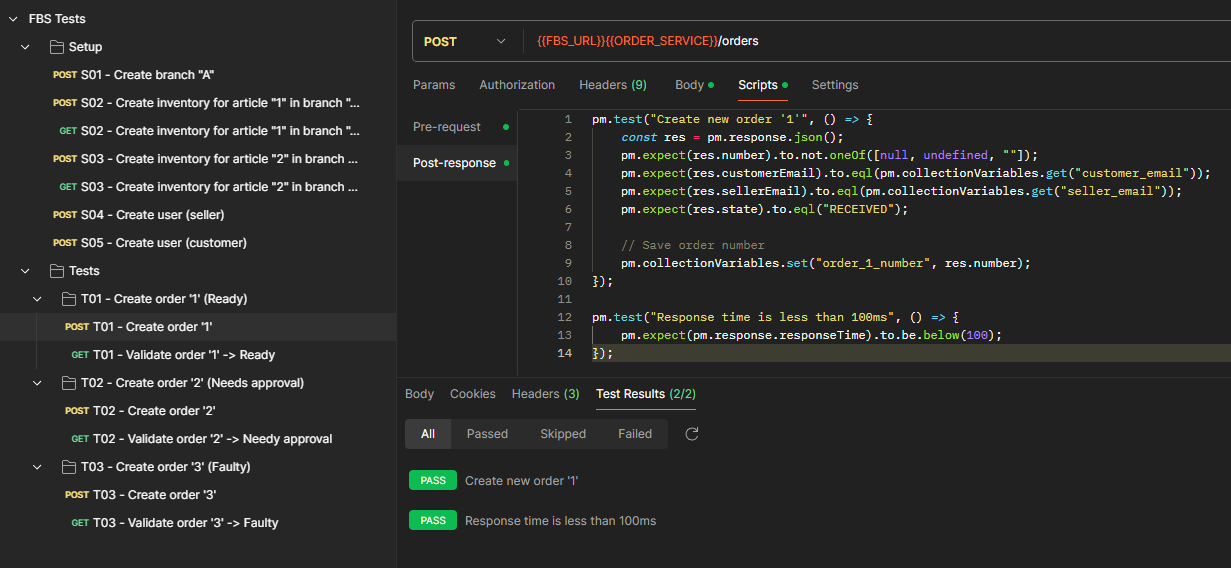 FBS Tests
Setup
POST S01 - Create branch "A"
POST S02 - Create inventory for article "1" in branch "...
GET S02 - Create inventory for article "1" in branch "...
POST S03 - Create inventory for article "2" in branch ...
GET S03 - Create inventory for article "2" in branch ...
POST S04 - Create user (seller)
POST S05 - Create user (customer)
Tests
T01 - Create order '1' (Ready)
POST T01 - Create order '1'
GET T01 - Validate order '1' -> Ready
T02 - Create order '2' (Needs approval)
POST T02 - Create order '2'
GET T02 - Validate order '2' -> Needy approval
T03 - Create order '3' (Faulty)
POST T03 - Create order '3'
GET T03 - Validate order '3' -> Faulty
POST {{FBS_URL}}{{ORDER_SERVICE}}/orders
Params Authorization Headers (9) Body Scripts Settings
Pre-request
Post-response
1 pm.test("Create new order '1'", () => {
2 const res = pm.response.json();
3 pm.expect(res.number).to.not.oneOf([null, undefined, ""]);
4 pm.expect(res.customerEmail).to.eql(pm.collectionVariables.get("customer_email"));
5 pm.expect(res.sellerEmail).to.eql(pm.collectionVariables.get("seller_email"));
6 pm.expect(res.state).to.eql("RECEIVED");
7
8 // Save order number
9 pm.collectionVariables.set("order_1_number", res.number);
10 });
11
12 pm.test("Response time is less than 100ms", () => {
13 pm.expect(pm.response.responseTime).to.be.below(100);
14 });
Body Cookies Headers (3) Test Results (2/2)
All Passed Skipped Failed
PASS Create new order '1'
PASS Response time is less than 100ms